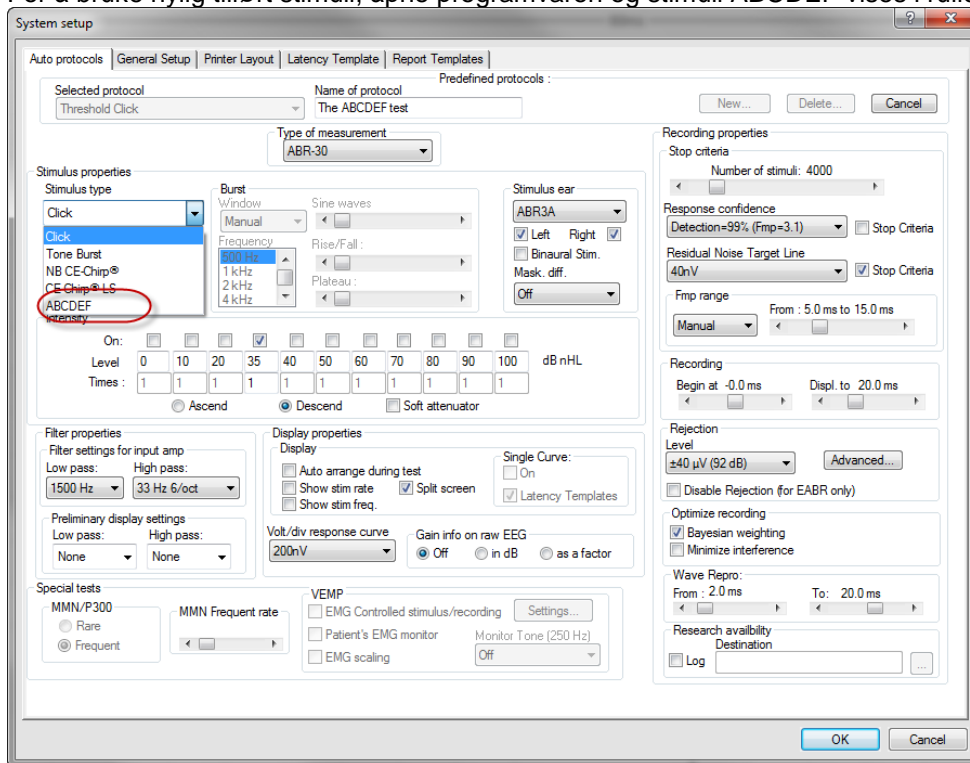 System setup
Auto protocols General Setup Printer Layout Latency Template Report Templates
Predefined protocols :
Selected protocol
Name of protocol
Threshold Click
The ABCDEF test
New... Delete... Cancel
Type of measurement
ABR-30
Stimulus properties
Stimulus type
Click
Click
Tone Burst
NB CE-Chirp®
CE-Chirp® LS
ABCDEF
Burst
Window
Manual
Sine waves
Frequency
500 Hz
1 kHz
2 kHz
4 kHz
Rise/Fall :
Plateau :
Stimulus ear
ABR3A
Left Right
Binaural Stim.
Mask. diff.
Off
Intensity
On:
Level 0 10 20 35 40 50 60 70 80 90 100 dB nHL
Times : 1 1 1 1 1 1 1 1 1 1 1
Ascend Descend Soft attenuator
Filter properties
Filter settings for input amp
Low pass: High pass:
1500 Hz 33 Hz 6/oct
Preliminary display settings
Low pass: High pass:
None None
Display properties
Display
Auto arrange during test
Show stim rate Split screen
Show stim freq.
Single Curve:
On
Latency Templates
Volt/div response curve
200nV
Gain info on raw EEG
Off in dB as a factor
Special tests
MMN/P300
Rare
Frequent
MMN Frequent rate
VEMP
EMG Controlled stimulus/recording Settings...
Patient's EMG monitor
Monitor Tone (250 Hz)
EMG scaling
Off
Recording properties
Stop criteria
Number of stimuli: 4000
Response confidence
Detection=99% (Fmp=3.1) Stop Criteria
Residual Noise Target Line
40nV Stop Criteria
Fmp range
From : 5.0 ms to 15.0 ms
Manual
Recording
Begin at -0.0 ms Displ. to 20.0 ms
Rejection
Level
±40 µV (92 dB) Advanced...
Disable Rejection (for EABR only)
Optimize recording
Bayesian weighting
Minimize interference
Wave Repro:
From : 2.0 ms To: 20.0 ms
Research availbility
Destination
Log ...
OK Cancel